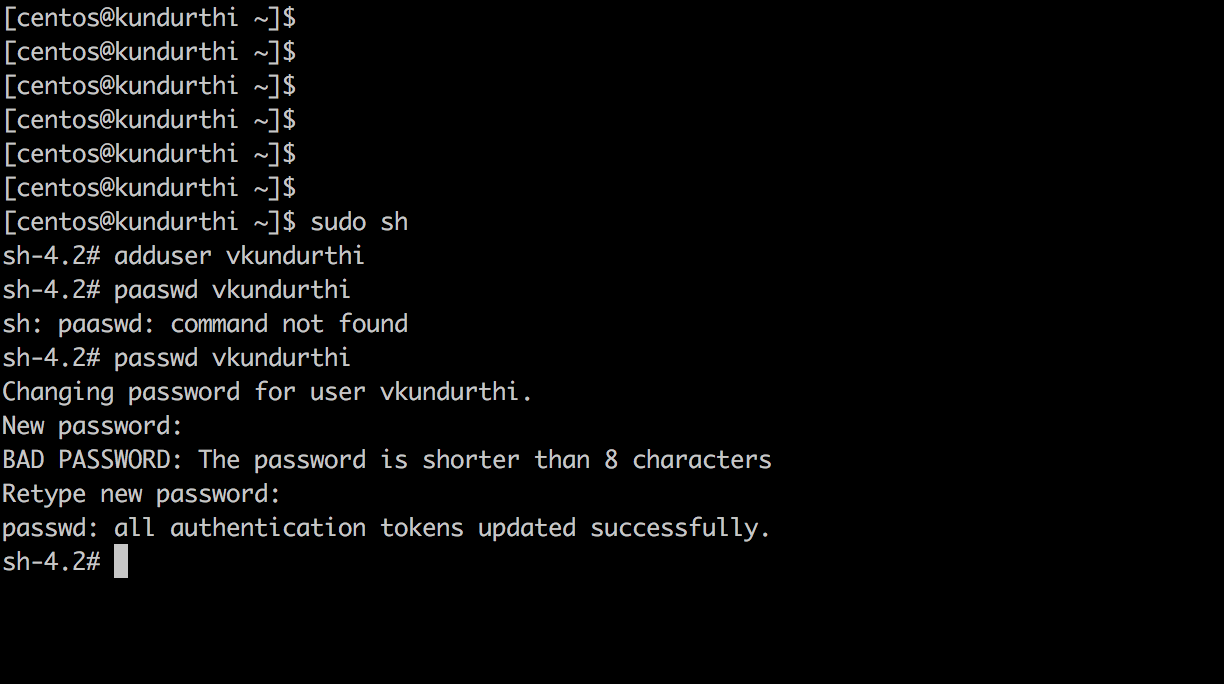 [centos@kundurthi ~]$
[centos@kundurthi ~]$
[centos@kundurthi ~]$
[centos@kundurthi ~]$
[centos@kundurthi ~]$
[centos@kundurthi ~]$
[centos@kundurthi ~]$ sudo sh
sh-4.2# adduser vkundurthi
sh-4.2# paaswd vkundurthi
sh: paaswd: command not found
sh-4.2# passwd vkundurthi
Changing password for user vkundurthi.
New password:
BAD PASSWORD: The password is shorter than 8 characters
Retype new password:
passwd: all authentication tokens updated successfully.
sh-4.2#